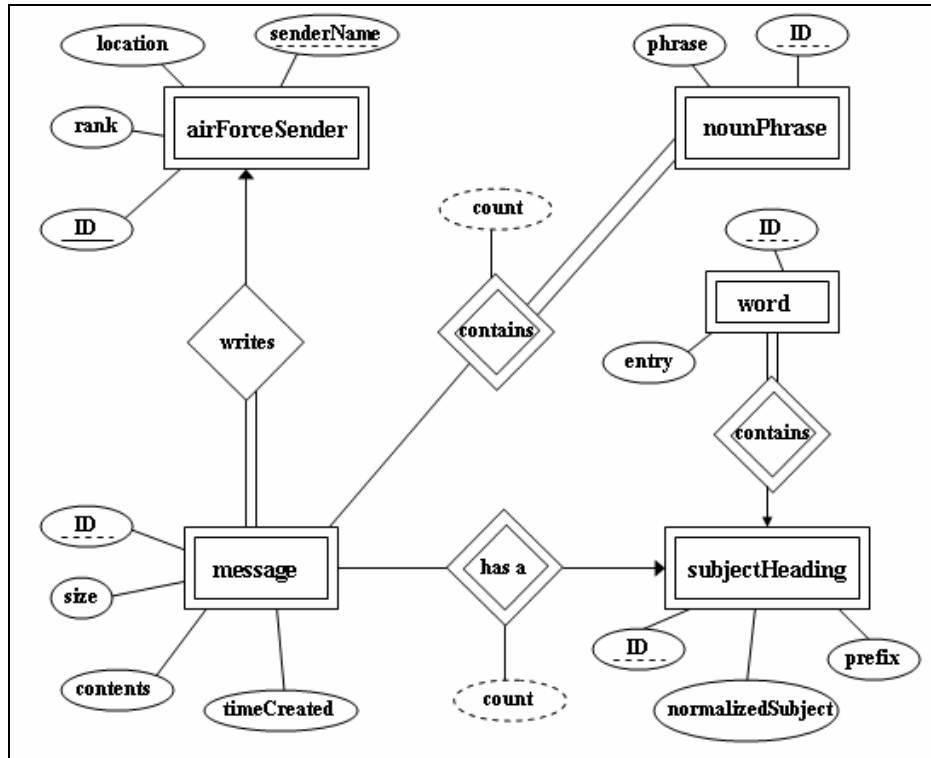 location
senderName
phrase
ID
rank
airForceSender
nounPhrase
ID
count
ID
word
contains
writes
entry
contains
ID
message
has a
subjectHeading
size
ID
prefix
contents
timeCreated
count
normalizedSubject